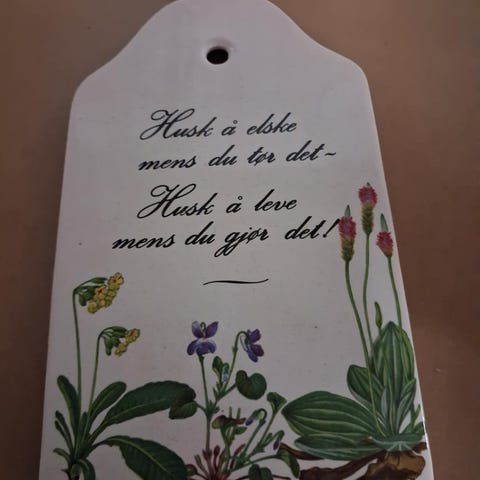 Husk å elske
mens du tør det ~
Husk å leve
mens du gjør det!